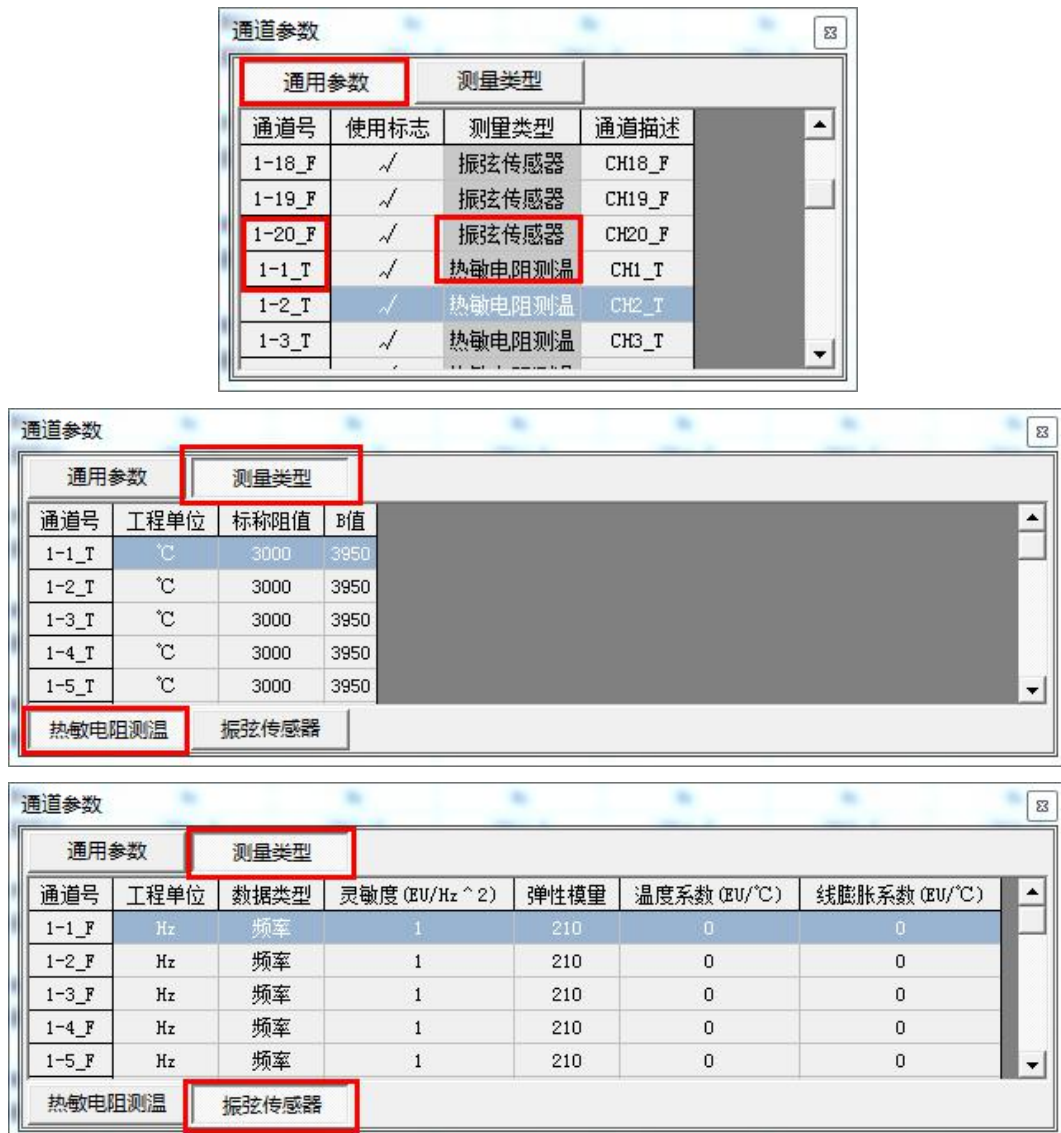 通道参数
通用参数 测量类型
通道号 使用标志 测量类型 通道描述
1-18_F √ 振弦传感器 CH18_F
1-19_F √ 振弦传感器 CH19_F
1-20_F √ 振弦传感器 CH20_F
1-1_T √ 热敏电阻测温 CH1_T
1-2_T √ 热敏电阻测温 CH2_T
1-3_T √ 热敏电阻测温 CH3_T
通道参数
通用参数 测量类型
通道号 工程单位 标称阻值 B值
1-1_T ℃ 3000 3950
1-2_T ℃ 3000 3950
1-3_T ℃ 3000 3950
1-4_T ℃ 3000 3950
1-5_T ℃ 3000 3950
热敏电阻测温 振弦传感器
通道参数
通用参数 测量类型
通道号 工程单位 数据类型 灵敏度(EU/Hz^2) 弹性模量 温度系数(EU/℃) 线膨胀系数(EU/℃)
1-1_F Hz 频率 1 210 0 0
1-2_F Hz 频率 1 210 0 0
1-3_F Hz 频率 1 210 0 0
1-4_F Hz 频率 1 210 0 0
1-5_F Hz 频率 1 210 0 0
热敏电阻测温 振弦传感器